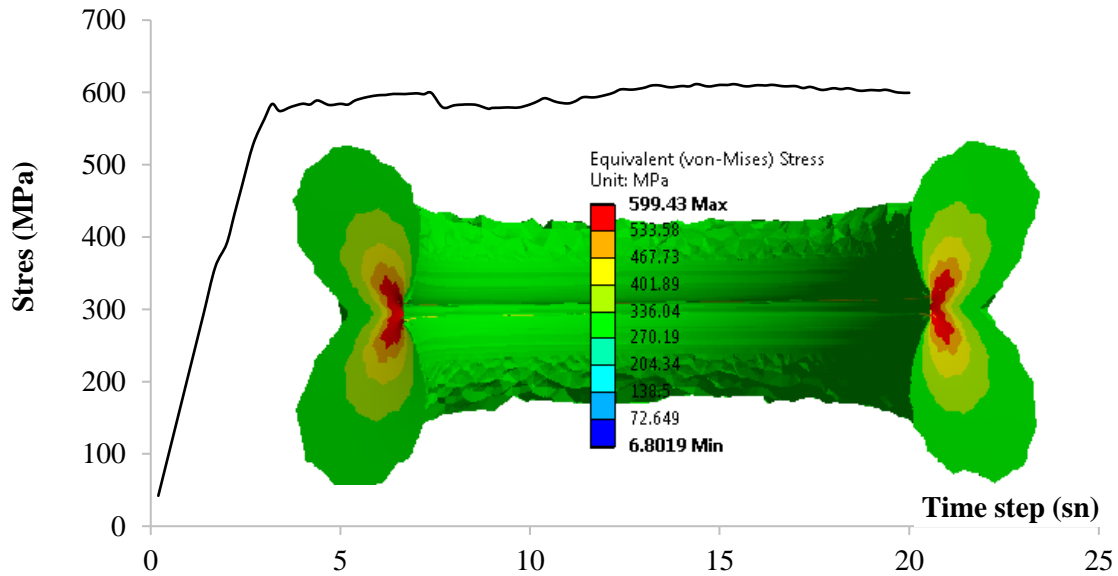 700
600
500
400
300
200
100
0
Stres (MPa)
Equivalent (von-Mises) Stress
Unit: MPa
599.43 Max
533.58
467.73
401.89
336.04
270.19
204.34
138.5
72.649
6.8019 Min
Time step (sn)
0 5 10 15 20 25